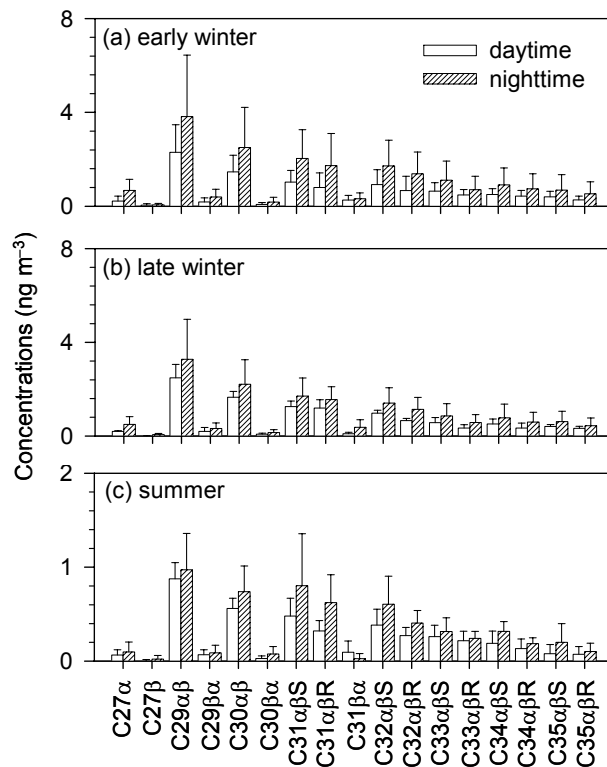 (a) early winter
daytime
nighttime
8
4
0
(b) late winter
8
4
0
Concentrations (ng m⁻³)
(c) summer
2
1
0
C27α
C27β
C29αβ
C29βα
C30αβ
C30βα
C31αβS
C31αβR
C31βα
C32αβS
C32αβR
C33αβS
C33αβR
C34αβS
C34αβR
C35αβS
C35αβR